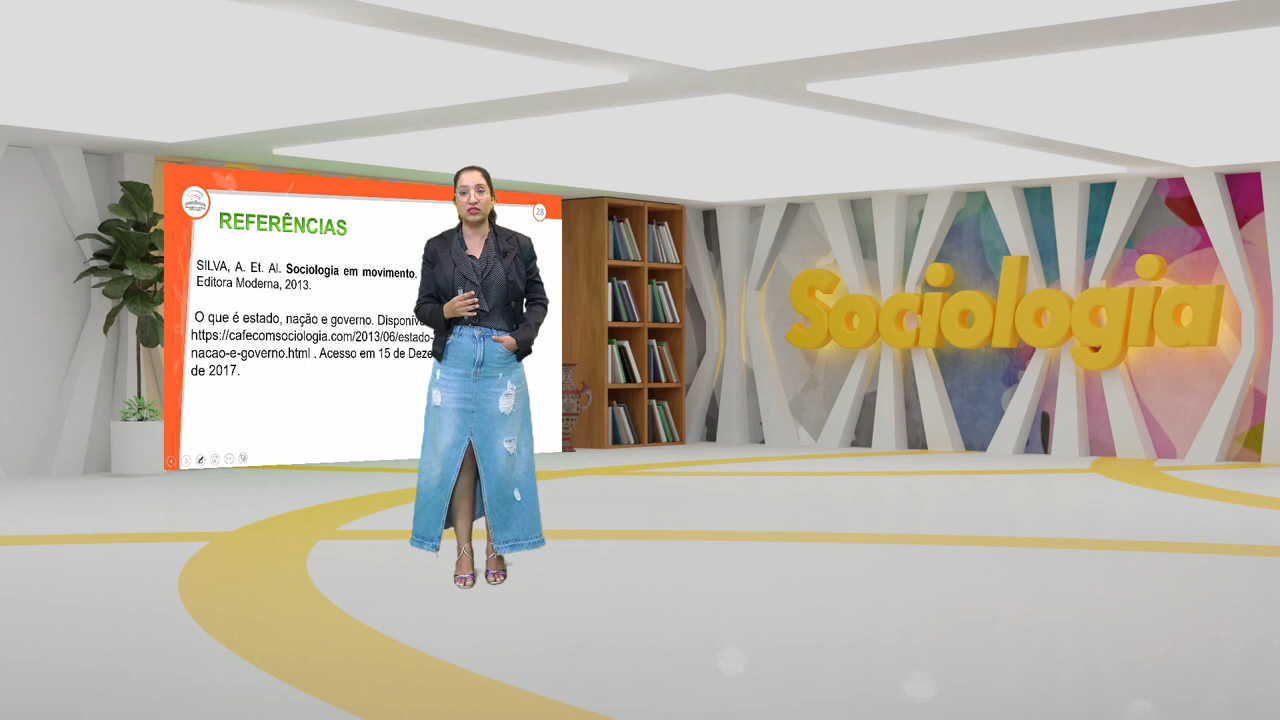 REFERÊNCIAS
28
SILVA, A. Et. Al. Sociologia em movimento.
Editora Moderna, 2013.
O que é estado, nação e governo. Disponíve
https://cafecomsociologia.com/2013/06/estado-
nacao-e-governo.html . Acesso em 15 de Deze
de 2017.
Sociologia